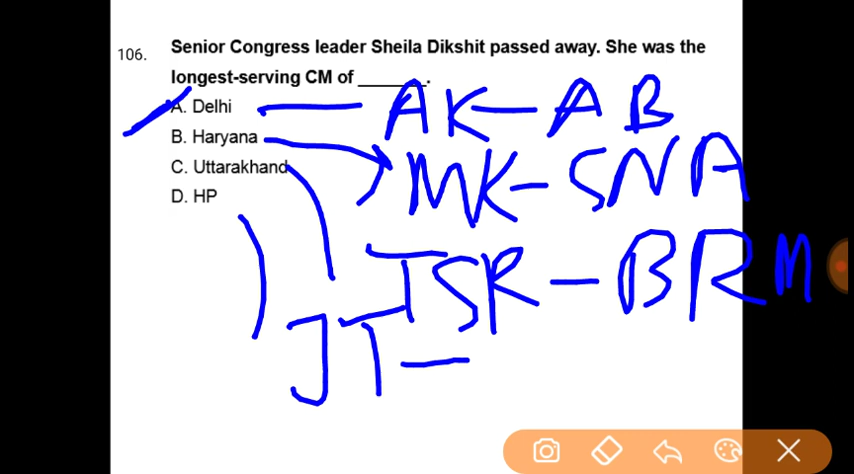 106. Senior Congress leader Sheila Dikshit passed away. She was the
longest-serving CM of ______.
A. Delhi AK-AB
B. Haryana MK-SNA
C. Uttarakhand TSR-BRM
D. HP JT-